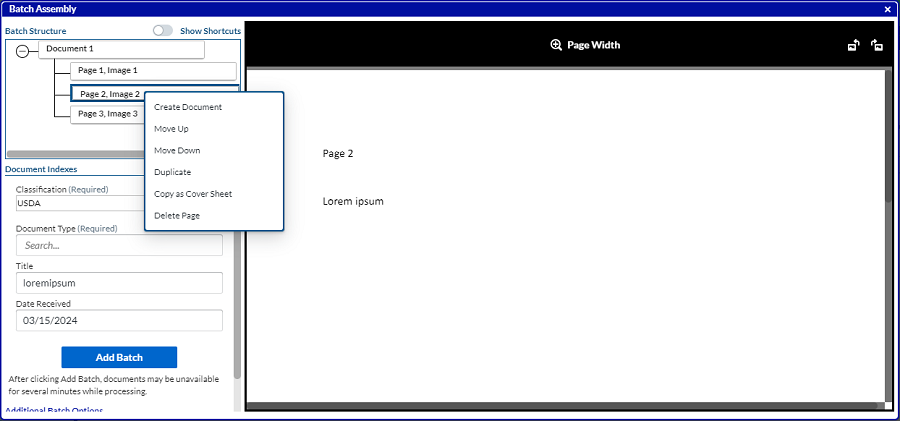 Batch Assembly
Batch Structure
Show Shortcuts
Document 1
Page 1, Image 1
Page 2, Image 2
Page 3, Image 3
Create Document
Move Up
Move Down
Duplicate
Copy as Cover Sheet
Delete Page
Document Indexes
Classification (Required)
USDA
Document Type (Required)
Search...
Title
loremipsum
Date Received
03/15/2024
Add Batch
After clicking Add Batch, documents may be unavailable
for several minutes while processing.
Additional Batch Options
Page Width
Page 2
Lorem ipsum